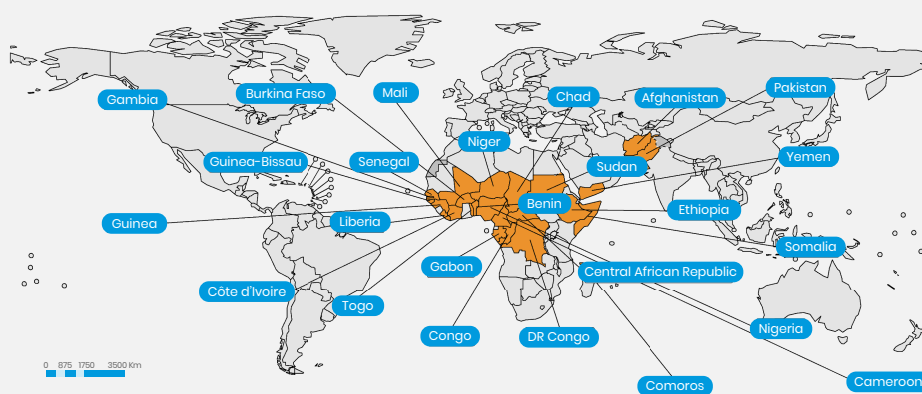 Pakistan
Burkina Faso
Mali
Chad
Afghanistan
Gambia
Niger
Yemen
Guinea-Bissau
Senegal
Sudan
Benin
Ethiopia
Guinea
Liberia
Somalia
Gabon
Central African Republic
Côte d'Ivoire
Togo
Nigeria
Congo
DR Congo
Comoros
Cameroon
0 875 1750 3500 Km